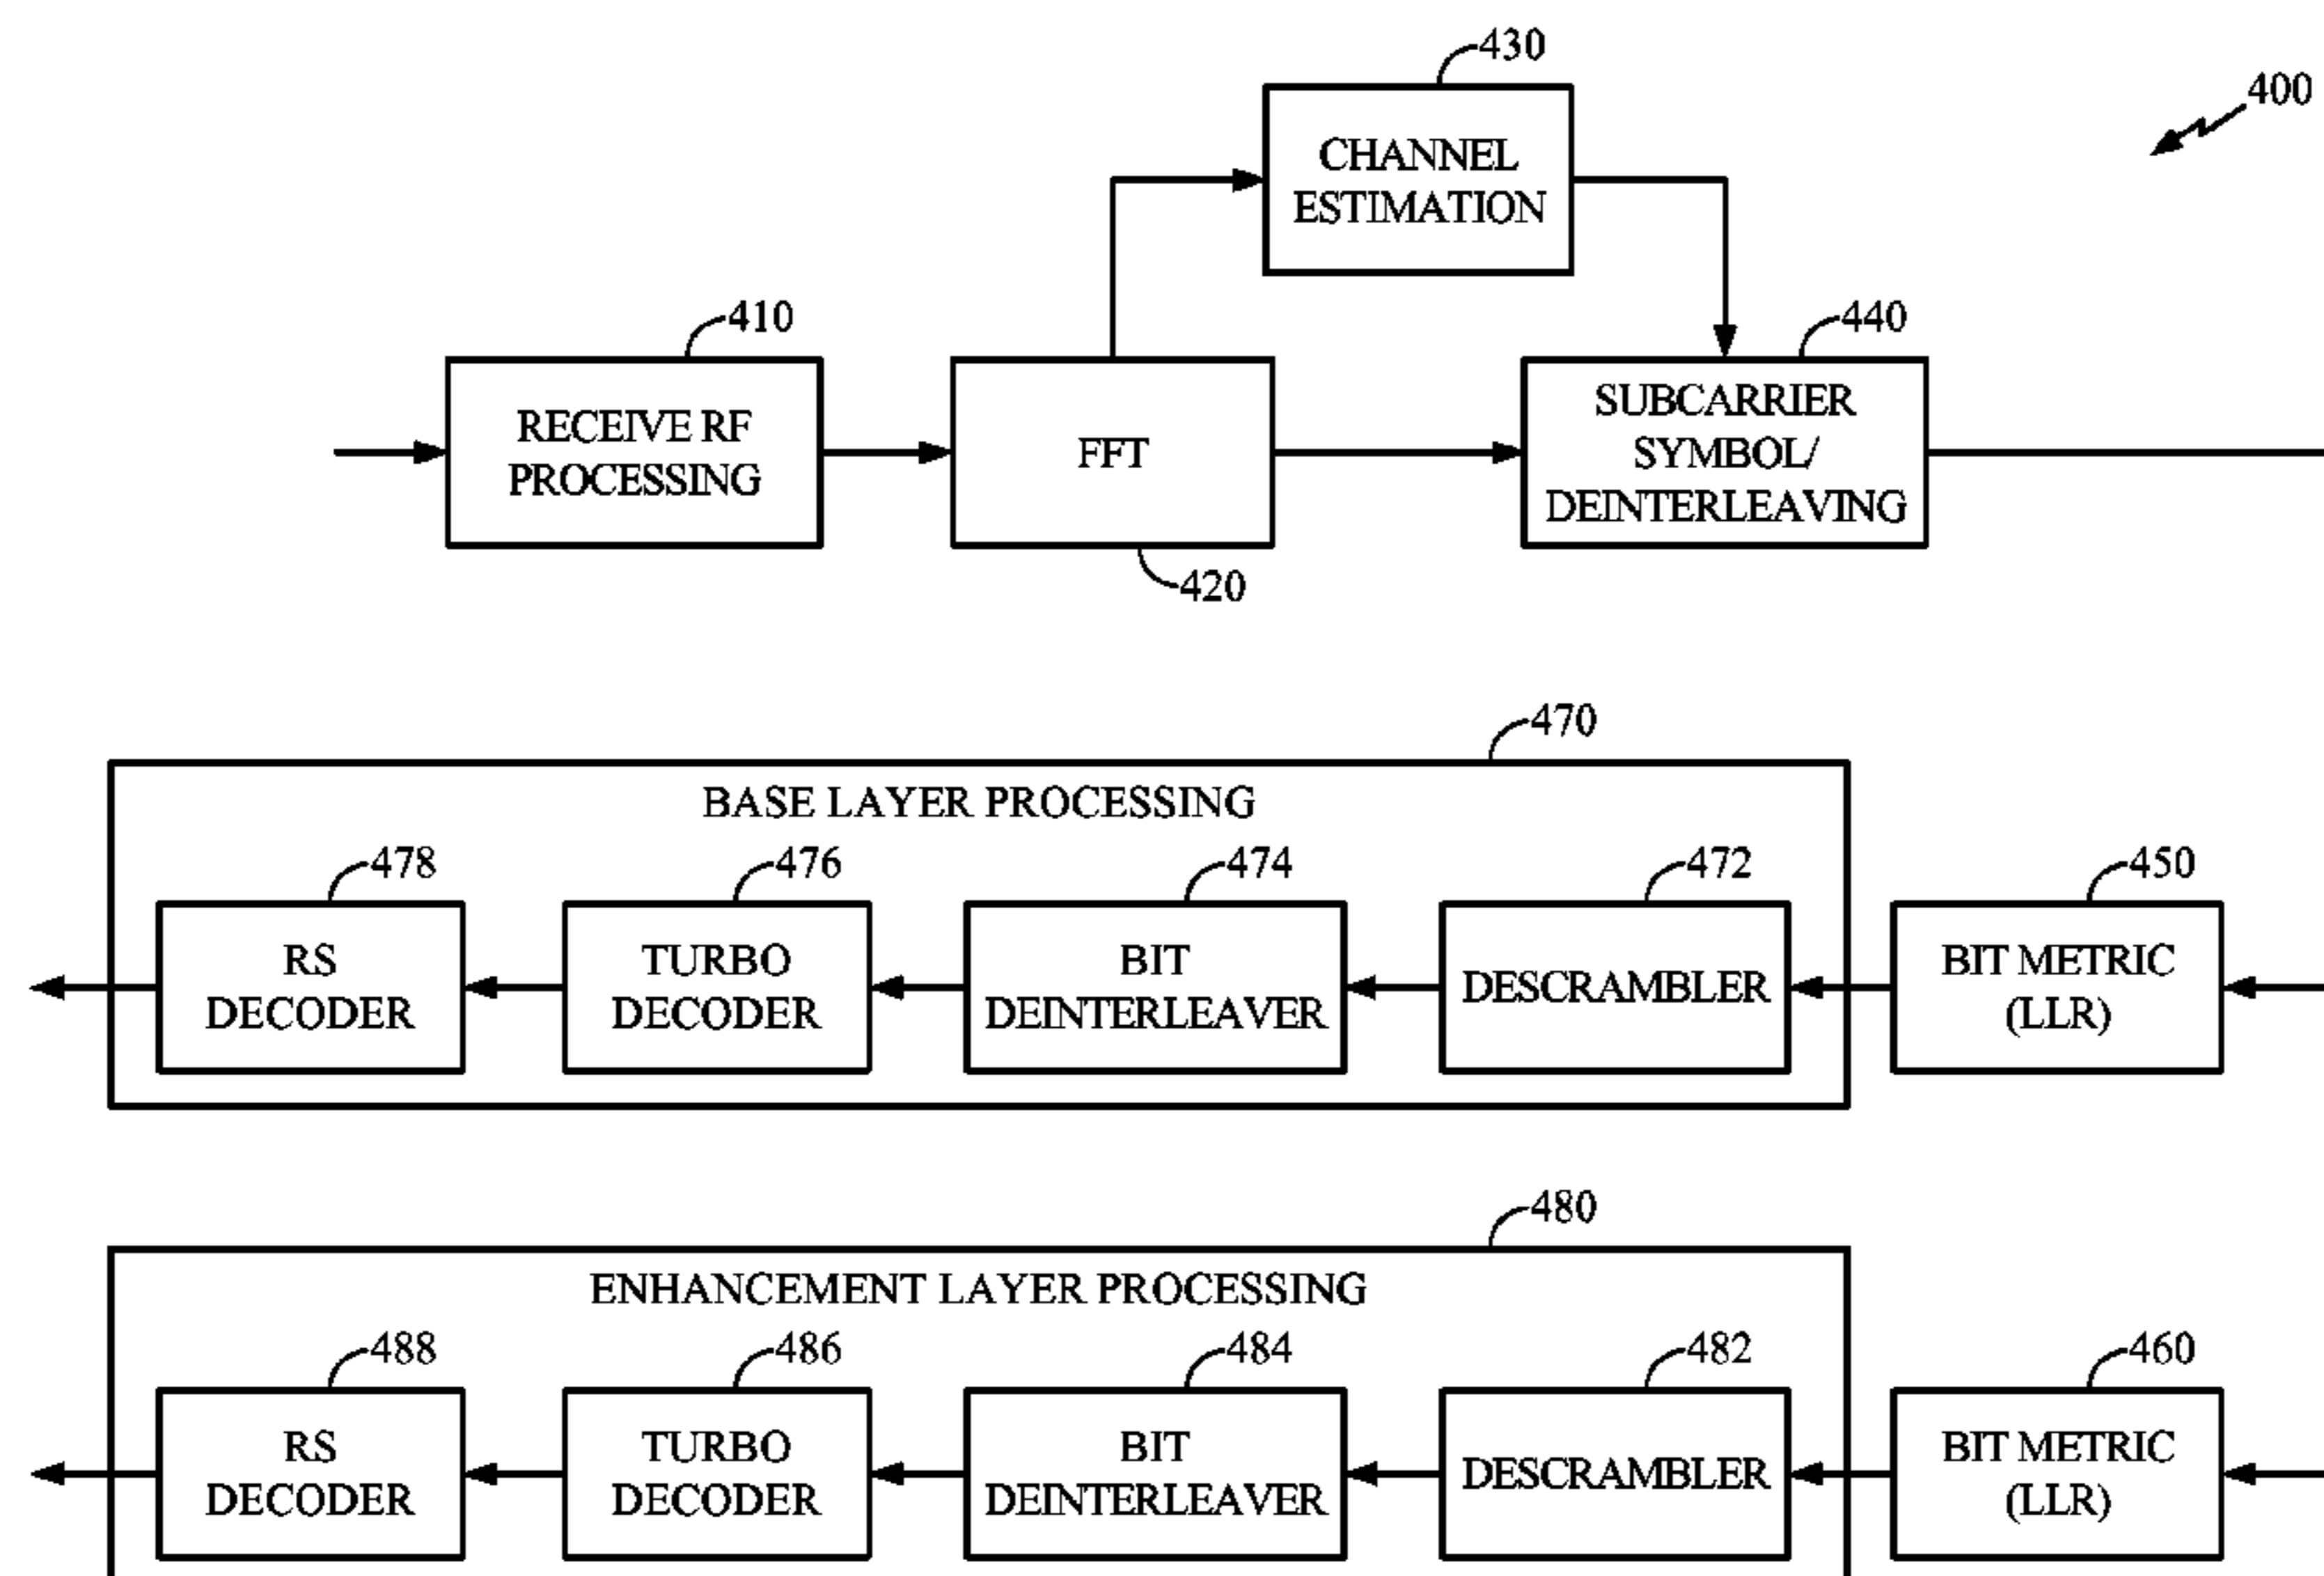 430
400
CHANNEL
ESTIMATION
410
440
RECEIVE RF
PROCESSING
FFT
SUBCARRIER
SYMBOL/
DEINTERLEAVING
420
470
BASE LAYER PROCESSING
478
476
474
472
450
RS
DECODER
TURBO
DECODER
BIT
DEINTERLEAVER
DESCRAMBLER
BIT METRIC
(LLR)
480
ENHANCEMENT LAYER PROCESSING
488
486
484
482
460
RS
DECODER
TURBO
DECODER
BIT
DEINTERLEAVER
DESCRAMBLER
BIT METRIC
(LLR)